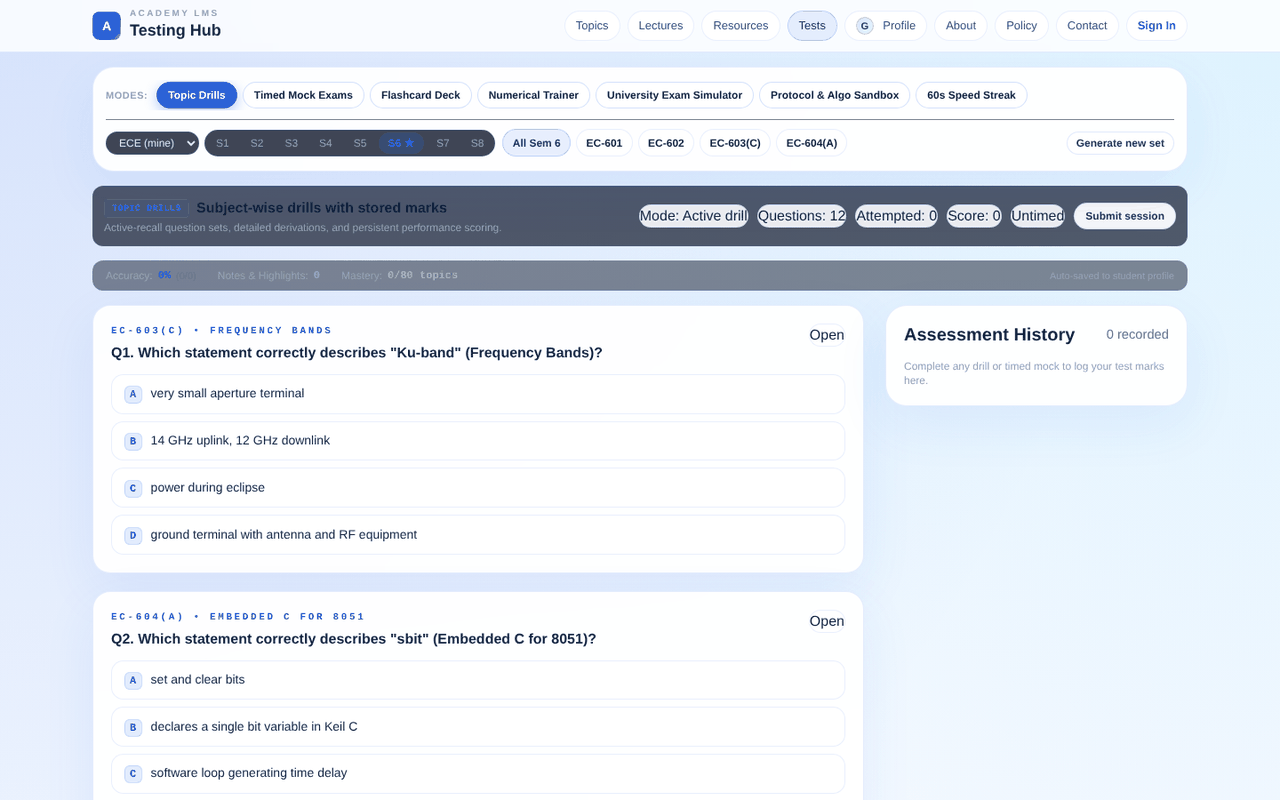 A
ACADEMY LMS
Testing Hub
Topics
Lectures
Resources
Tests
G Profile
About
Policy
Contact
Sign In
MODES:
Topic Drills
Timed Mock Exams
Flashcard Deck
Numerical Trainer
University Exam Simulator
Protocol & Algo Sandbox
60s Speed Streak
ECE (mine)
S1
S2
S3
S4
S5
S6 ★
S7
S8
All Sem 6
EC-601
EC-602
EC-603(C)
EC-604(A)
Generate new set
TOPIC DRILLS
Subject-wise drills with stored marks
Active-recall question sets, detailed derivations, and persistent performance scoring.
Mode: Active drill
Questions: 12
Attempted: 0
Score: 0
Untimed
Submit session
Accuracy: 0%
Notes & Highlights: 0
Mastery: 0/80 topics
Auto-saved to student profile
EC-603(C) • FREQUENCY BANDS
Open
Q1. Which statement correctly describes "Ku-band" (Frequency Bands)?
A very small aperture terminal
B 14 GHz uplink, 12 GHz downlink
C power during eclipse
D ground terminal with antenna and RF equipment
Assessment History
0 recorded
Complete any drill or timed mock to log your test marks
here.
EC-604(A) • EMBEDDED C FOR 8051
Open
Q2. Which statement correctly describes "sbit" (Embedded C for 8051)?
A set and clear bits
B declares a single bit variable in Keil C
C software loop generating time delay